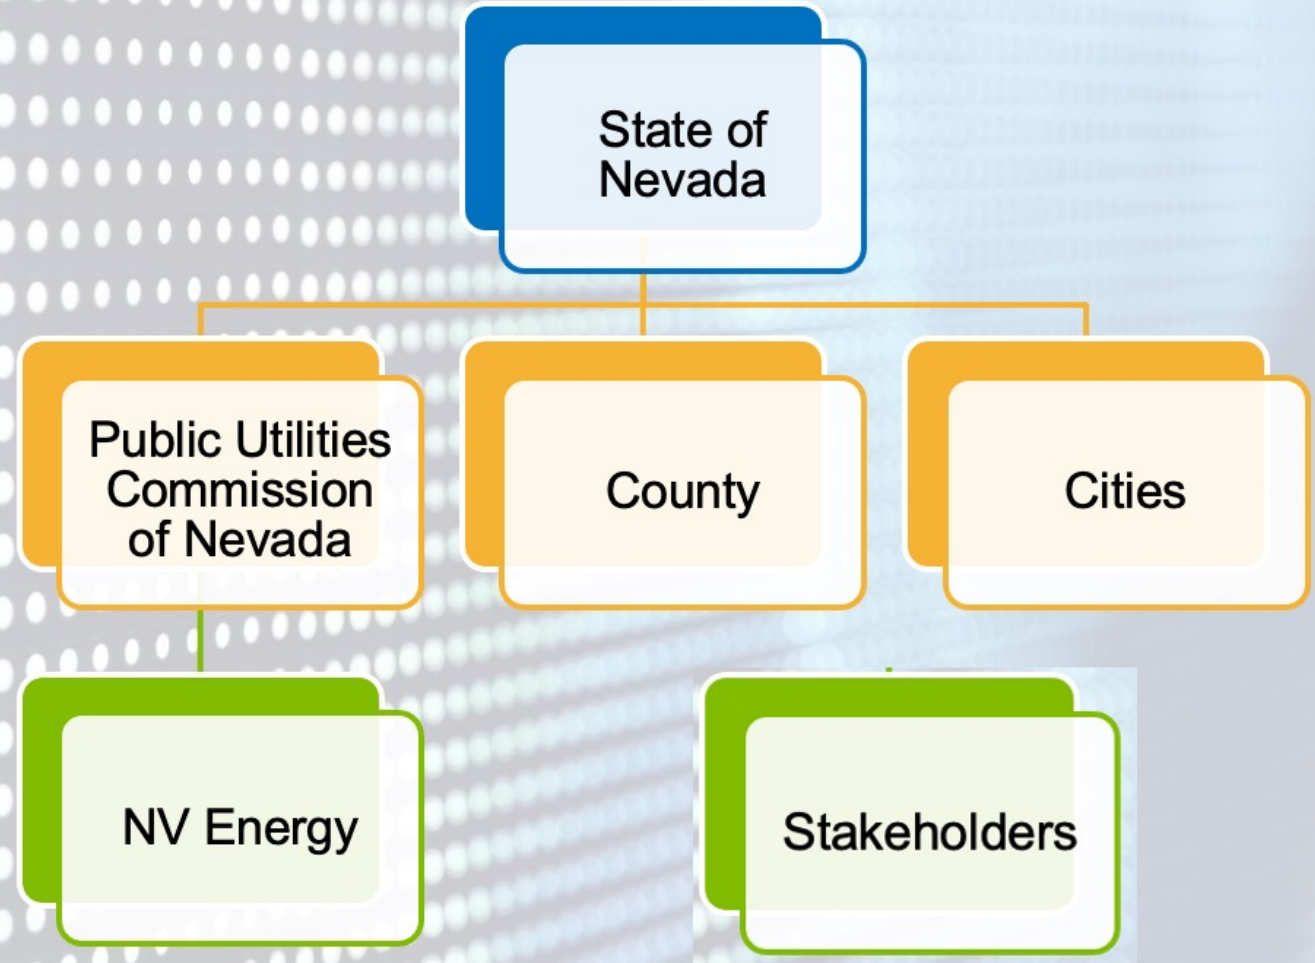 State of
Nevada
Public Utilities
Commission
of Nevada
County
Cities
NV Energy
Stakeholders